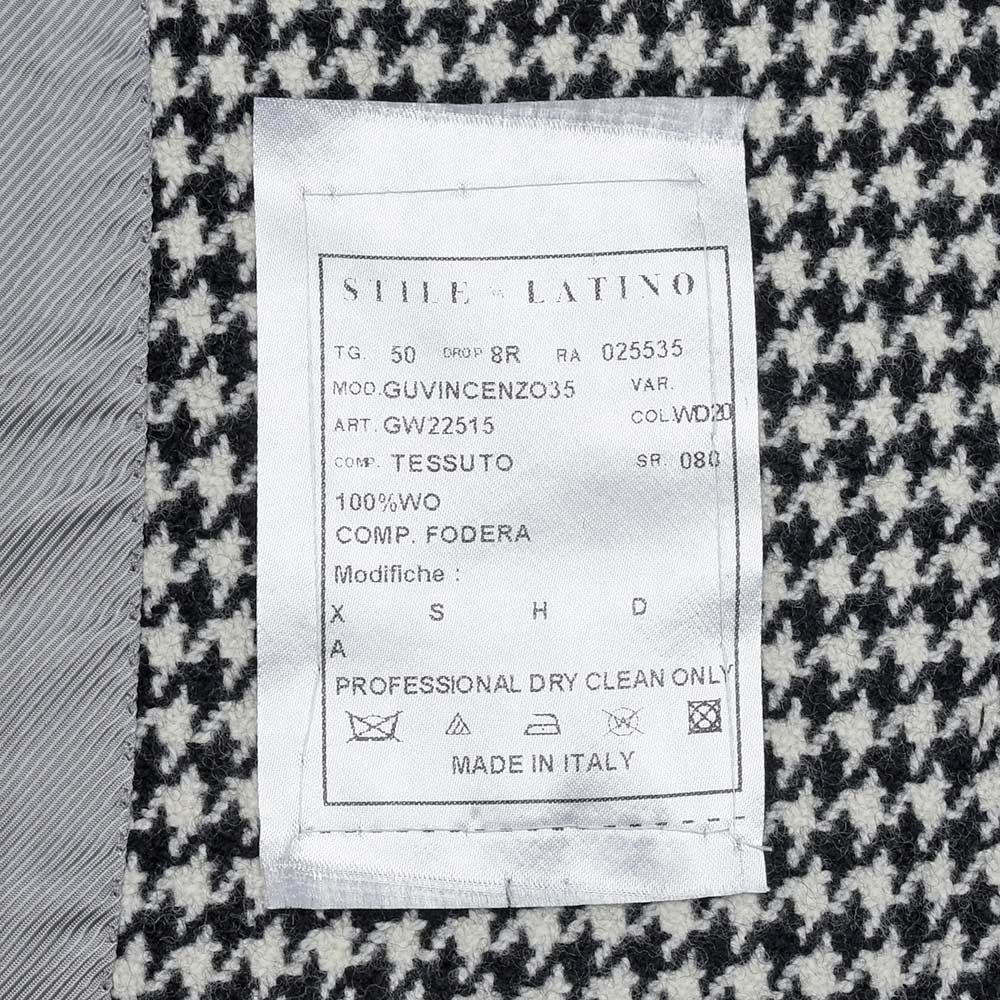 STILE LATINO
TG. 50 DROP 8R RA 025535
MOD.GUVINCENZO35 VAR.
ART. GW22515 COL.WD20
COMP. TESSUTO SR. 080
100%WO
COMP. FODERA
Modifiche :
X S H D
A
PROFESSIONAL DRY CLEAN ONLY
W
MADE IN ITALY